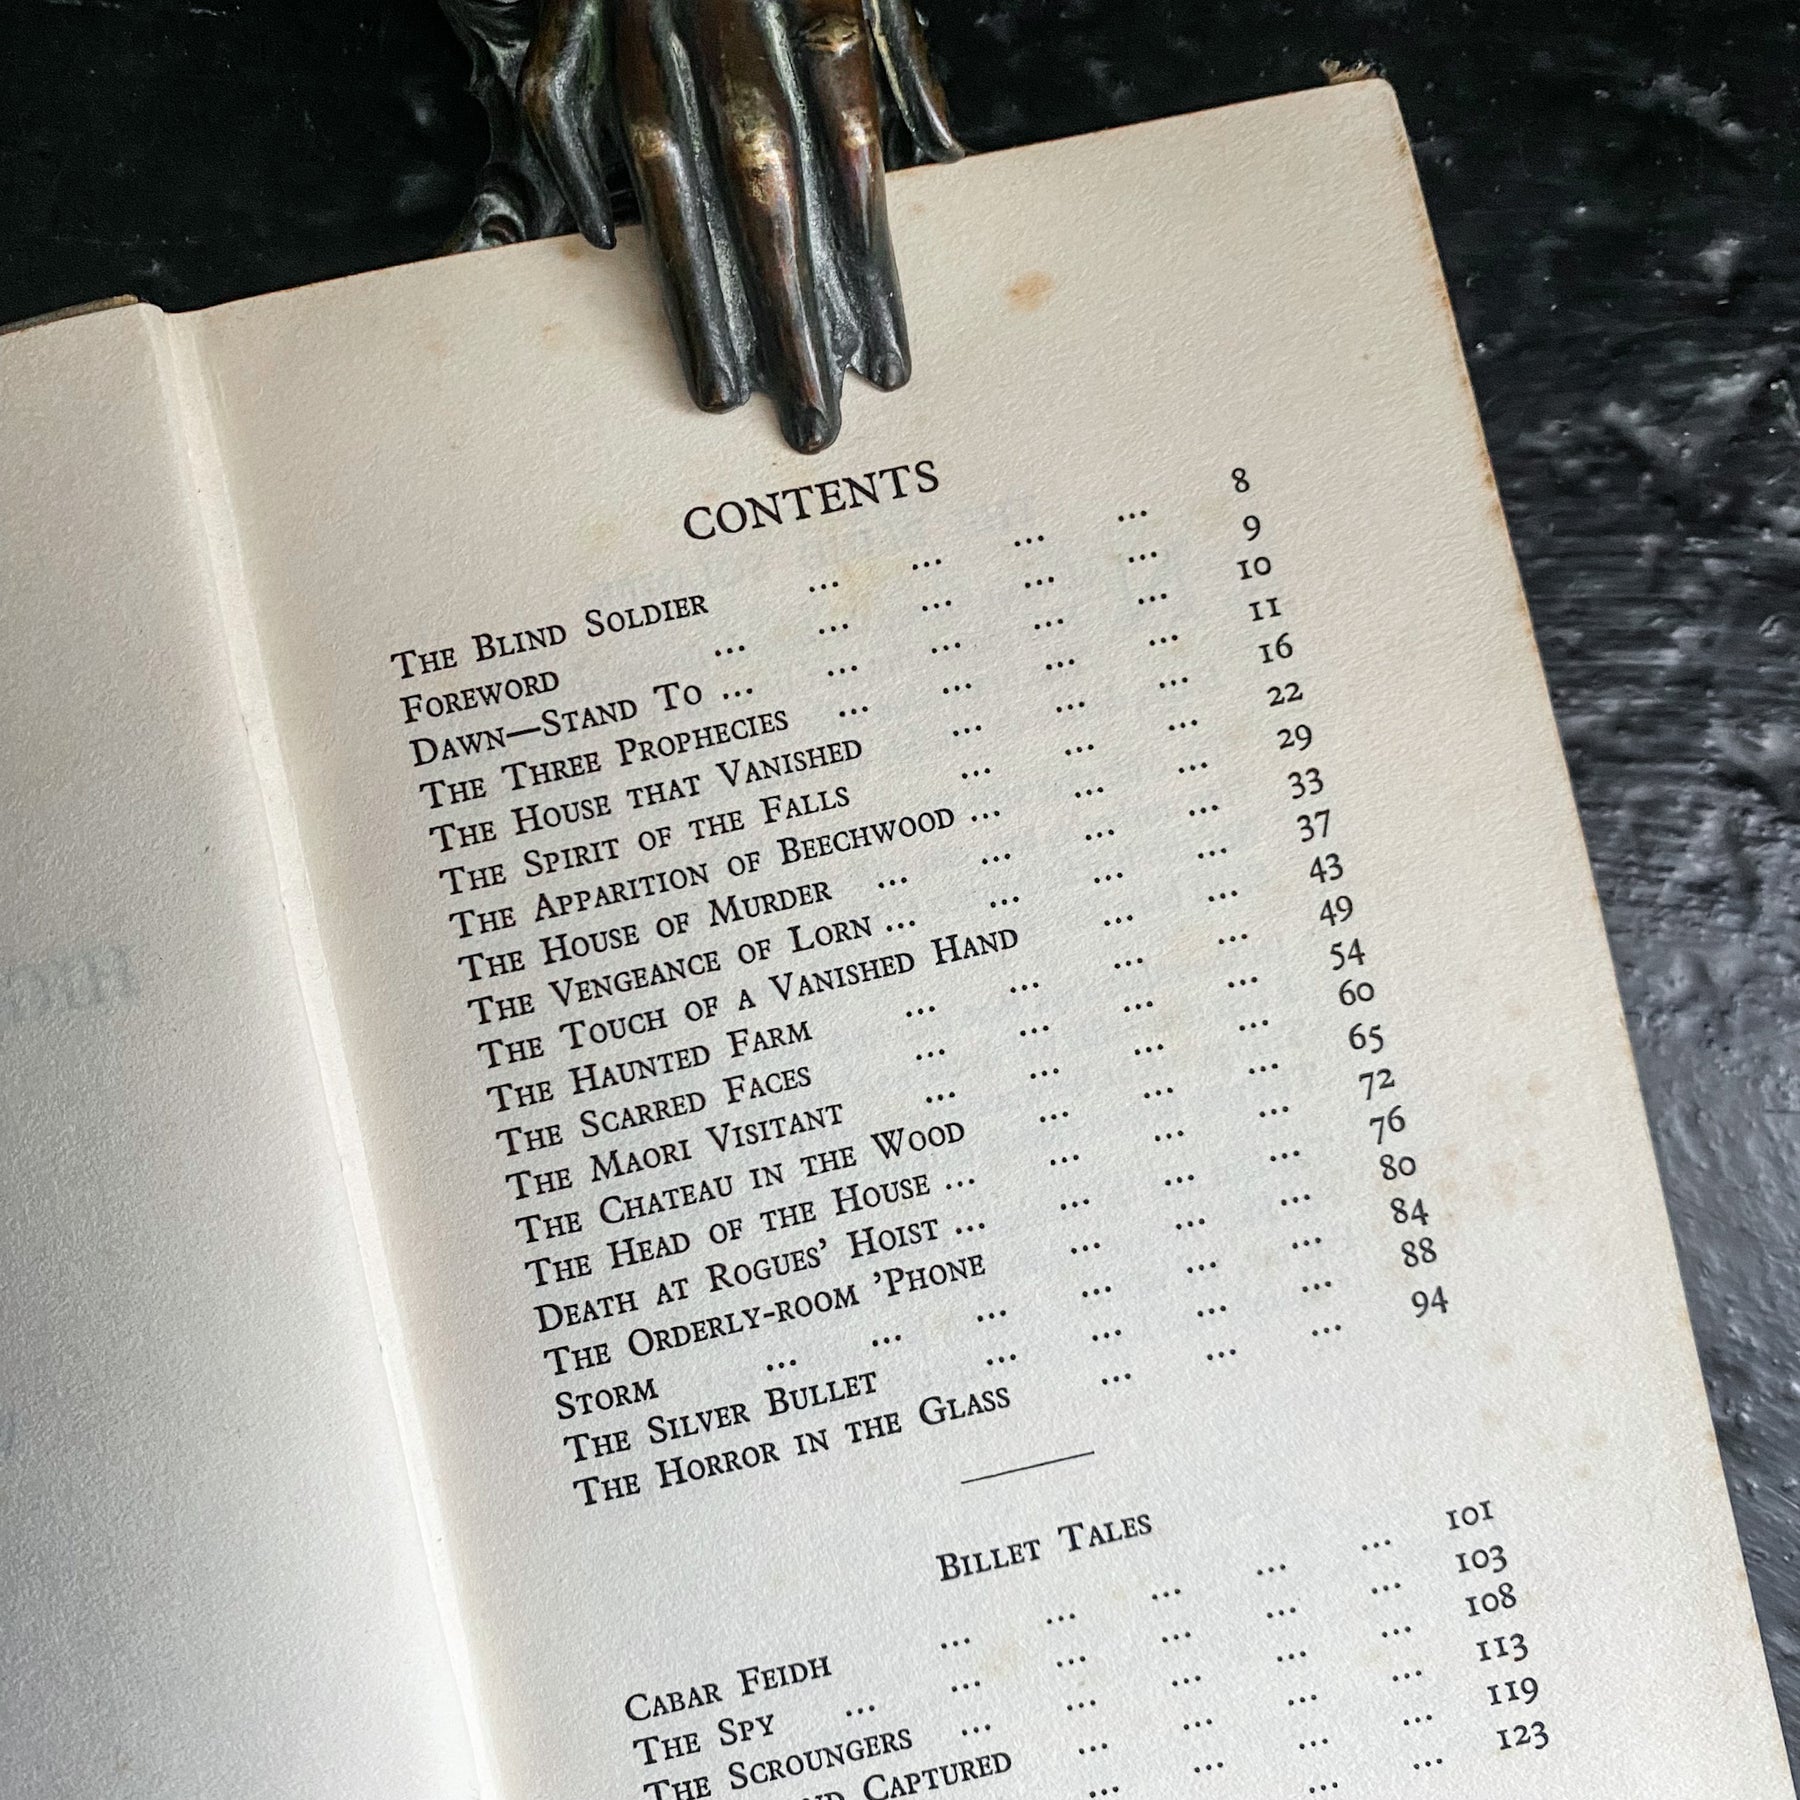 CONTENTS
THE BLIND SOLDIER ... ... ... ... 8
FOREWORD ... ... ... ... ... 9
DAWN—STAND TO ... ... ... ... ... 10
THE THREE PROPHECIES ... ... ... ... 11
THE HOUSE THAT VANISHED ... ... ... 16
THE SPIRIT OF THE FALLS ... ... ... 22
THE APPARITION OF BEECHWOOD ... ... ... 29
THE HOUSE OF MURDER ... ... ... ... 33
THE VENGEANCE OF LORN ... ... ... ... 37
THE TOUCH OF A VANISHED HAND ... ... 43
THE HAUNTED FARM ... ... ... ... 49
THE SCARRED FACES ... ... ... ... 54
THE MAORI VISITANT ... ... ... ... 60
THE CHATEAU IN THE WOOD ... ... ... 65
THE HEAD OF THE HOUSE ... ... ... ... 72
DEATH AT ROGUES' HOIST ... ... ... ... 76
THE ORDERLY-ROOM 'PHONE ... ... ... 80
STORM ... ... ... ... ... ... 84
THE SILVER BULLET ... ... ... ... 88
THE HORROR IN THE GLASS ... ... ... 94
BILLET TALES
CABAR FEIDH ... ... ... ... ... 101
THE SPY ... ... ... ... ... ... 103
THE SCROUNGERS ... ... ... ... ... 108
CAPTURED ... ... ... ... 113
119
123